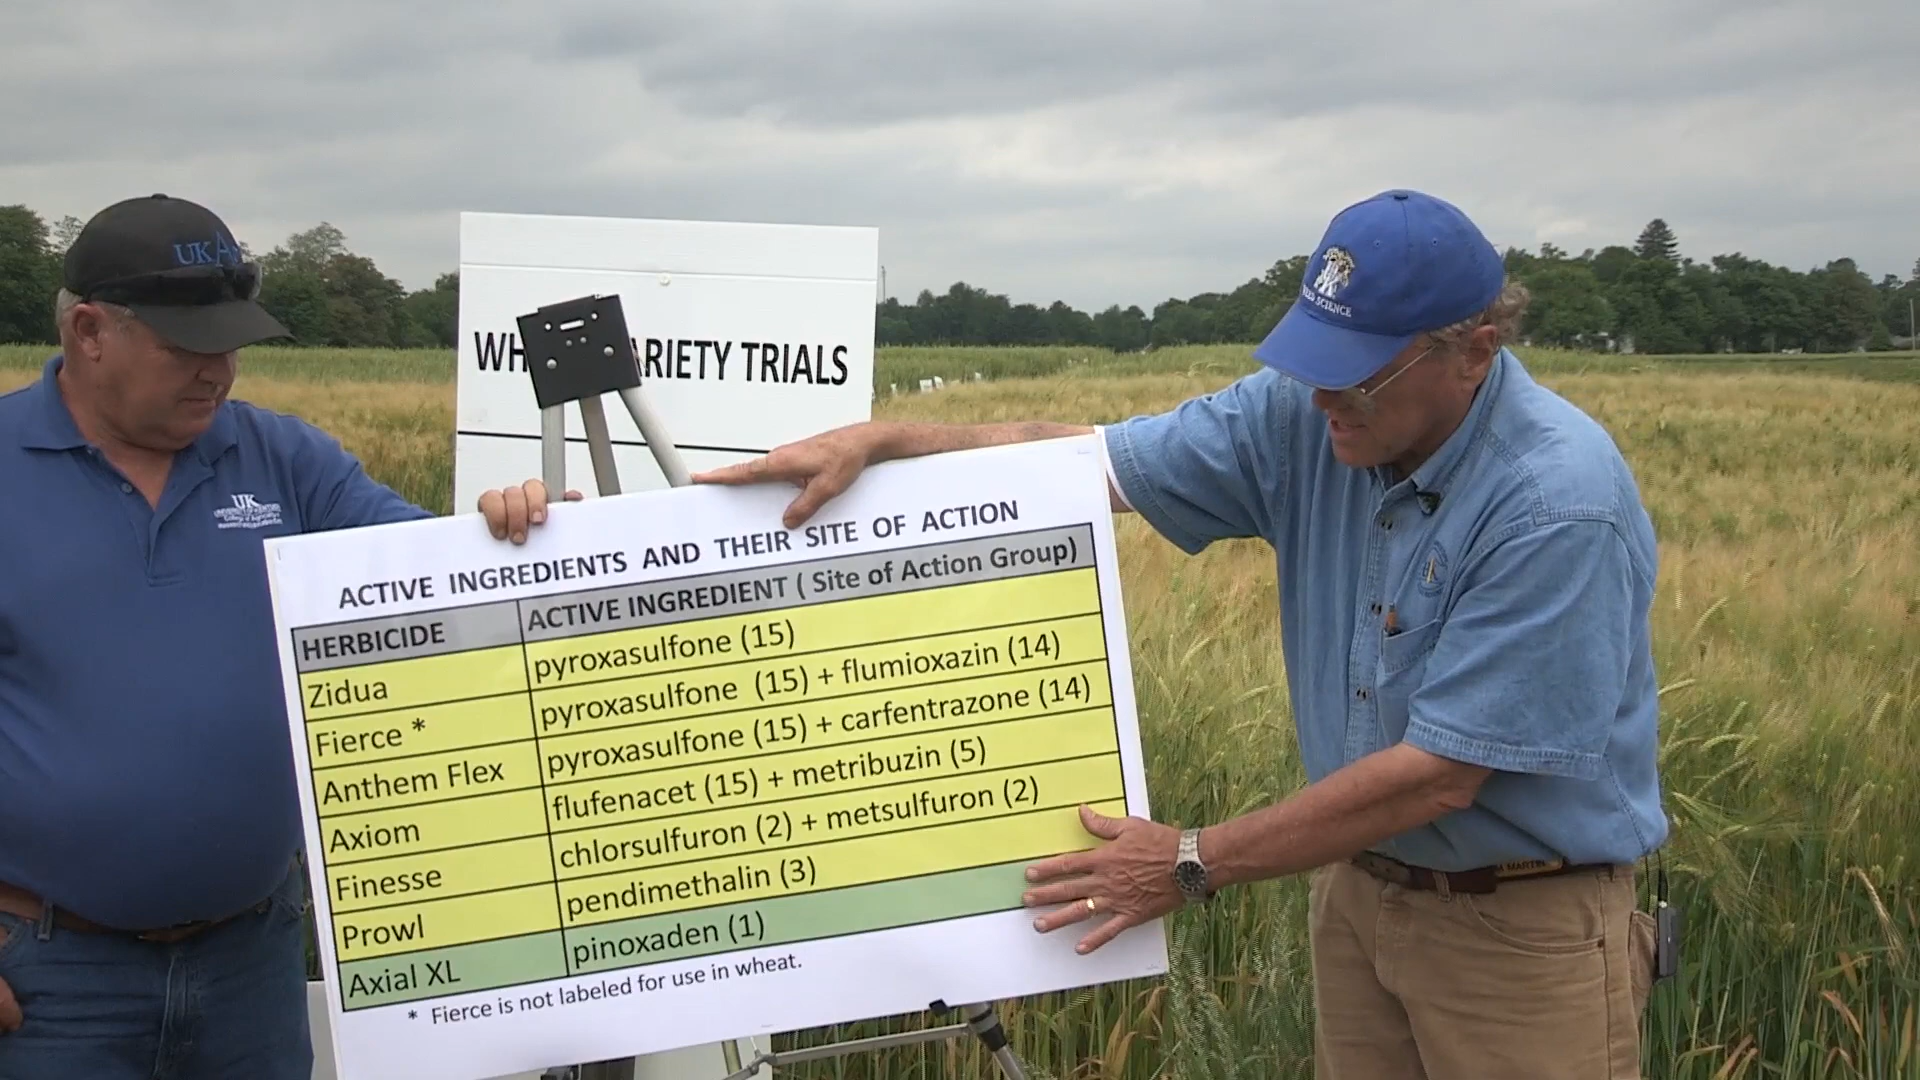 UK
WEED SCIENCE
UK
ARIETY TRIALS
ACTIVE INGREDIENTS AND THEIR SITE OF ACTION
HERBICIDE ACTIVE INGREDIENT ( Site of Action Group)
Zidua pyroxasulfone (15)
Fierce * pyroxasulfone (15) + flumioxazin (14)
Anthem Flex pyroxasulfone (15) + carfentrazone (14)
Axiom flufenacet (15) + metribuzin (5)
Finesse chlorsulfuron (2) + metsulfuron (2)
Prowl pendimethalin (3)
Axial XL pinoxaden (1)
* Fierce is not labeled for use in wheat.
MARTIN